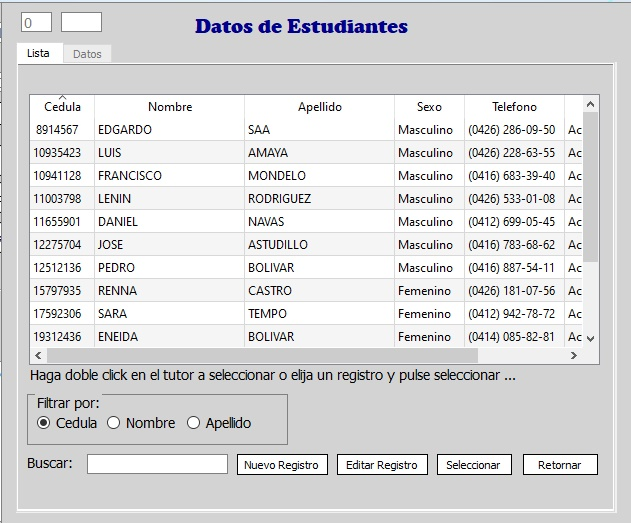 0
Datos de Estudiantes
Lista Datos
Cedula Nombre Apellido Sexo Telefono
8914567 EDGARDO SAA Masculino (0426) 286-09-50 Ac
10935423 LUIS AMAYA Masculino (0426) 228-63-55 Ac
10941128 FRANCISCO MONDELO Masculino (0416) 683-39-40 Ac
11003798 LENIN RODRIGUEZ Masculino (0426) 533-01-08 Ac
11655901 DANIEL NAVAS Masculino (0412) 699-05-45 Ac
12275704 JOSE ASTUDILLO Masculino (0416) 783-68-62 Ac
12512136 PEDRO BOLIVAR Masculino (0416) 887-54-11 Ac
15797935 RENNA CASTRO Femenino (0426) 181-07-56 Ac
17592306 SARA TEMPO Femenino (0412) 942-78-72 Ac
19312436 ENEIDA BOLIVAR Femenino (0414) 085-82-81 Ac
Haga doble click en el tutor a seleccionar o elija un registro y pulse seleccionar ...
Filtrar por:
Cedula Nombre Apellido
Buscar: Nuevo Registro Editar Registro Seleccionar Retornar